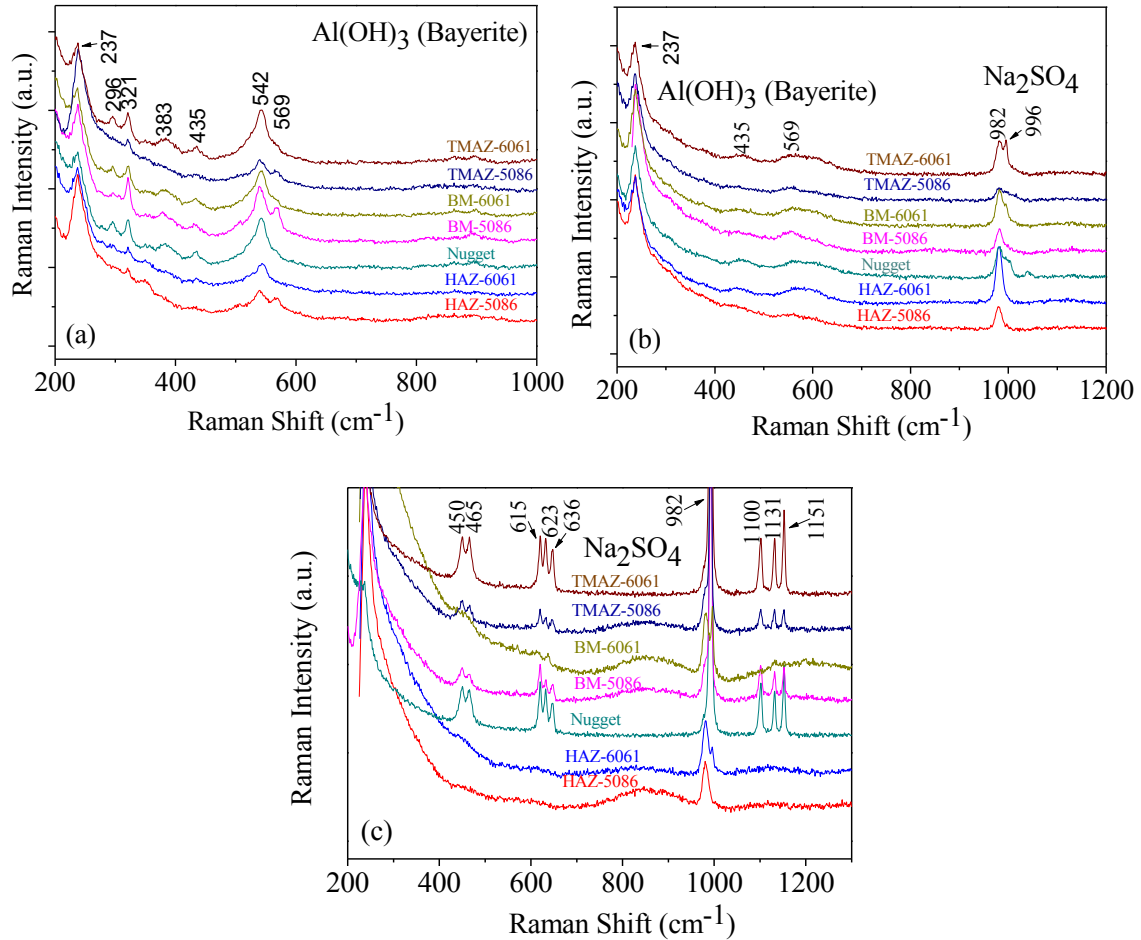 Al(OH)3 (Bayerite)
237
296
321
383
435
542
569
TMAZ-6061
TMAZ-5086
BM-6061
BM-5086
Nugget
HAZ-6061
HAZ-5086
(a)
200 400 600 800 1000
Raman Shift (cm-1)
Raman Intensity (a.u.)
237
Al(OH)3 (Bayerite)
Na2SO4
435
569
982
996
TMAZ-6061
TMAZ-5086
BM-6061
BM-5086
Nugget
HAZ-6061
HAZ-5086
(b)
200 400 600 800 1000 1200
Raman Shift (cm-1)
Raman Intensity (a.u.)
450
465
615
623
636
982
1100
1131
1151
Na2SO4
TMAZ-6061
TMAZ-5086
BM-6061
BM-5086
Nugget
HAZ-6061
HAZ-5086
(c)
200 400 600 800 1000 1200
Raman Shift (cm-1)
Raman Intensity (a.u.)